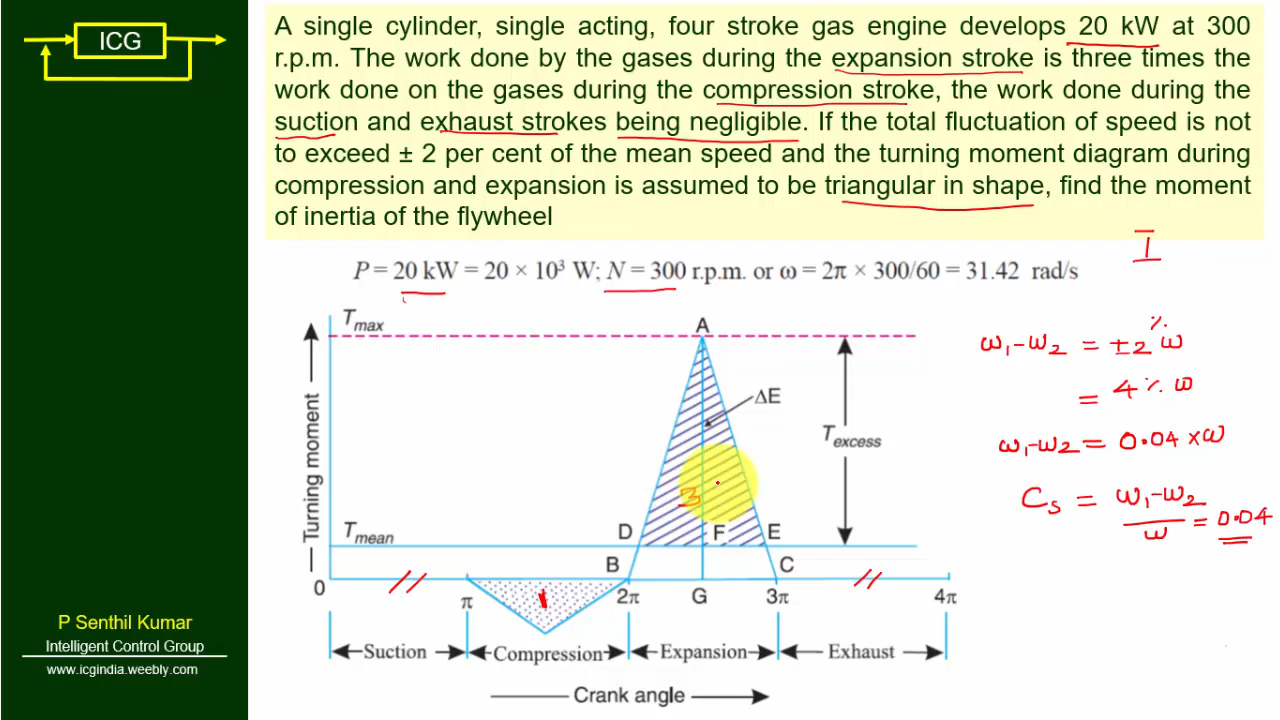 ICG
A single cylinder, single acting, four stroke gas engine develops 20 kW at 300
r.p.m. The work done by the gases during the expansion stroke is three times the
work done on the gases during the compression stroke, the work done during the
suction and exhaust strokes being negligible. If the total fluctuation of speed is not
to exceed ± 2 per cent of the mean speed and the turning moment diagram during
compression and expansion is assumed to be triangular in shape, find the moment
of inertia of the flywheel
I
P = 20 kW = 20 × 10³ W; N = 300 r.p.m. or ω = 2π × 300/60 = 31.42 rad/s
Tmax
A
ΔE
Texcess
Turning moment
3
Tmean
D
F
E
B
C
0
π
1
2π
G
3π
4π
Suction
Compression
Expansion
Exhaust
Crank angle
ω₁-ω₂ = ±2% ω
= 4% ω
ω₁-ω₂ = 0.04 × ω
Cs = ω₁-ω₂ / ω = 0.04
P Senthil Kumar
Intelligent Control Group
www.icgindia.weebly.com